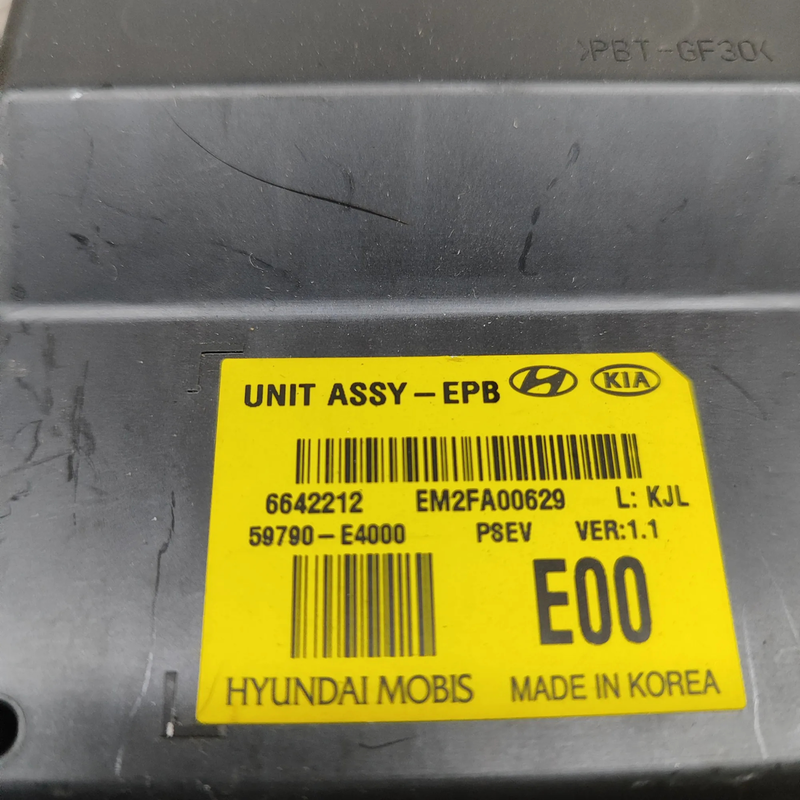 >PBT-GF30<
UNIT ASSY-EPB KIA
6642212 EM2FA00629 L: KJL
59790-E4000 PSEV VER:1.1
E00
HYUNDAI MOBIS MADE IN KOREA